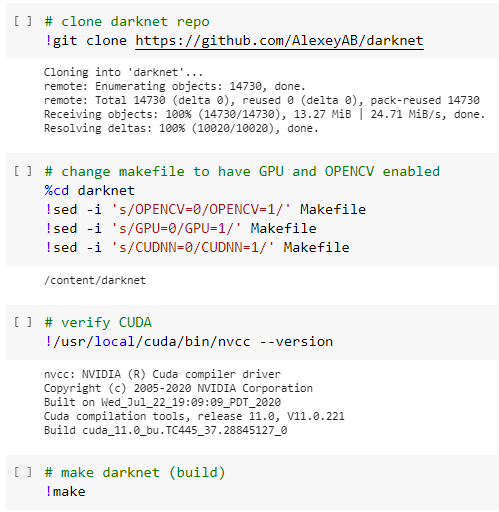 [ ] # clone darknet repo
!git clone https://github.com/AlexeyAB/darknet
Cloning into 'darknet'...
remote: Enumerating objects: 14730, done.
remote: Total 14730 (delta 0), reused 0 (delta 0), pack-reused 14730
Receiving objects: 100% (14730/14730), 13.27 MiB | 24.71 MiB/s, done.
Resolving deltas: 100% (10020/10020), done.
[ ] # change makefile to have GPU and OPENCV enabled
%cd darknet
!sed -i 's/OPENCV=0/OPENCV=1/' Makefile
!sed -i 's/GPU=0/GPU=1/' Makefile
!sed -i 's/CUDNN=0/CUDNN=1/' Makefile
/content/darknet
[ ] # verify CUDA
!/usr/local/cuda/bin/nvcc --version
nvcc: NVIDIA (R) Cuda compiler driver
Copyright (c) 2005-2020 NVIDIA Corporation
Built on Wed_Jul_22_19:09:09_PDT_2020
Cuda compilation tools, release 11.0, V11.0.221
Build cuda_11.0_bu.TC445_37.28845127_0
[ ] # make darknet (build)
!make